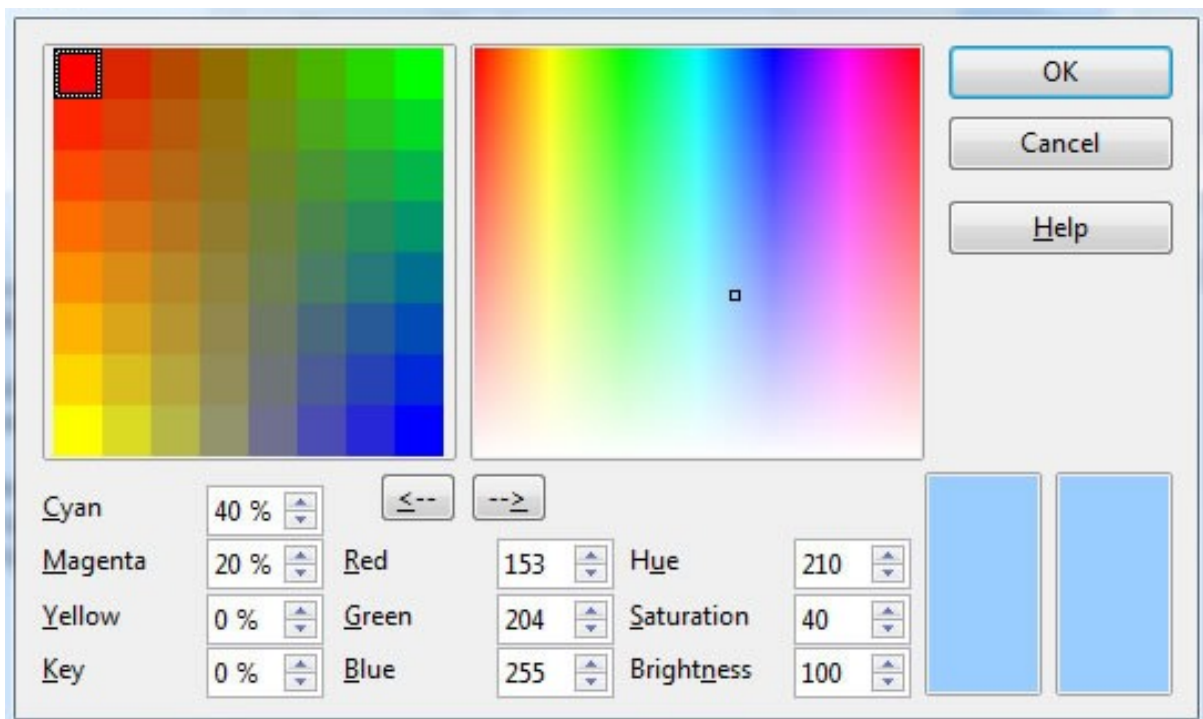 OK
Cancel
Help
<-- -->
Cyan 40 %
Magenta 20 % Red 153 Hue 210
Yellow 0 % Green 204 Saturation 40
Key 0 % Blue 255 Brightness 100